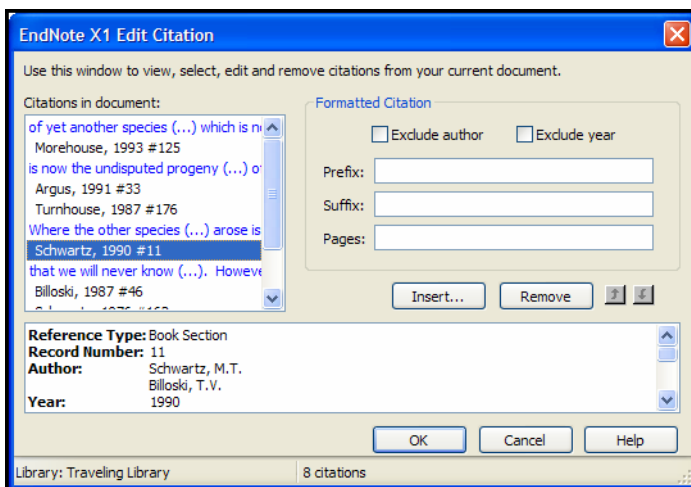 EndNote X1 Edit Citation
Use this window to view, select, edit and remove citations from your current document.
Citations in document:
of yet another species (...) which is
Morehouse, 1993 #125
is now the undisputed progeny (...)
Argus, 1991 #33
Turnhouse, 1987 #176
Where the other species (...) arose is
Schwartz, 1990 #11
that we will never know (...).
Billoski, 1987 #46
Formatted Citation
Exclude author
Exclude year
Prefix:
Suffix:
Pages:
Insert...
Remove
Reference Type: Book Section
Record Number: 11
Author: Schwartz, M.T.
Billoski, T.V.
Year: 1990
OK
Cancel
Help
Library: Traveling Library
8 citations